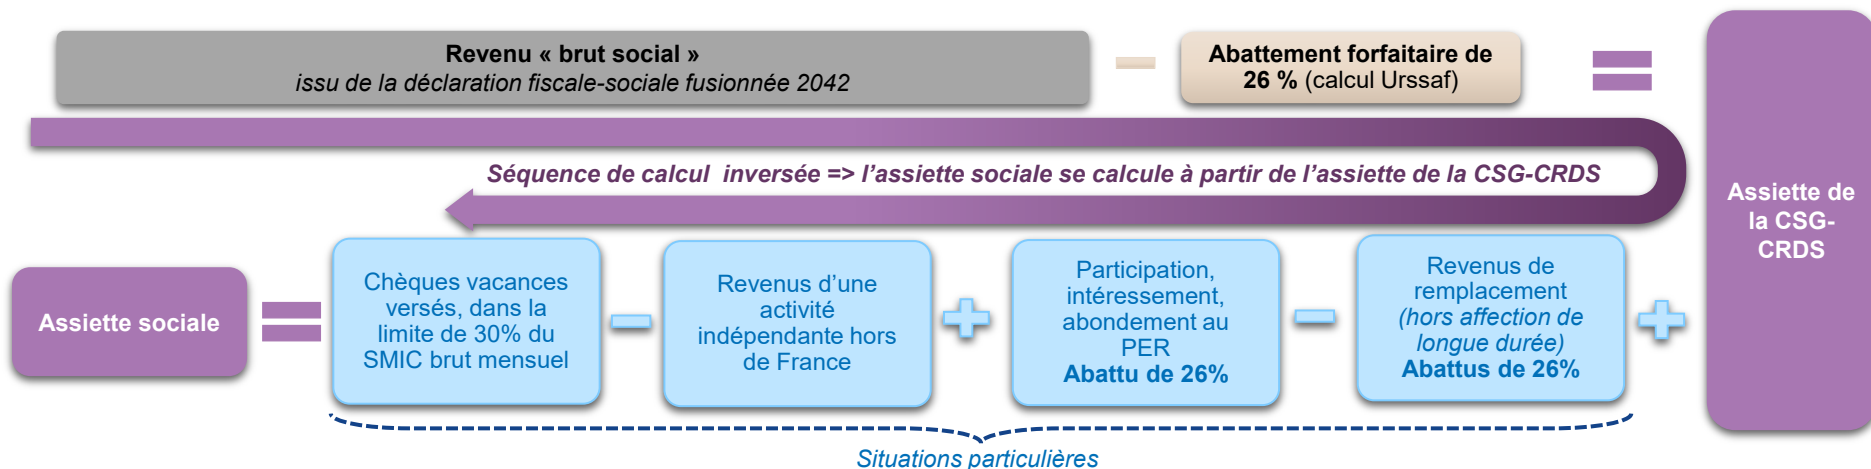 Revenu « brut social »
issu de la déclaration fiscale-sociale fusionnée 2042
Abattement forfaitaire de
26 % (calcul Urssaf)
Séquence de calcul inversée => l’assiette sociale se calcule à partir de l’assiette de la CSG-CRDS
Assiette de
la CSG-
CRDS
Assiette sociale
Chèques vacances
versés, dans la
limite de 30% du
SMIC brut mensuel
Revenus d’une
activité
indépendante hors
de France
Participation,
intéressement,
abondement au
PER
Abattu de 26%
Revenus de
remplacement
(hors affection de
longue durée)
Abattus de 26%
Situations particulières